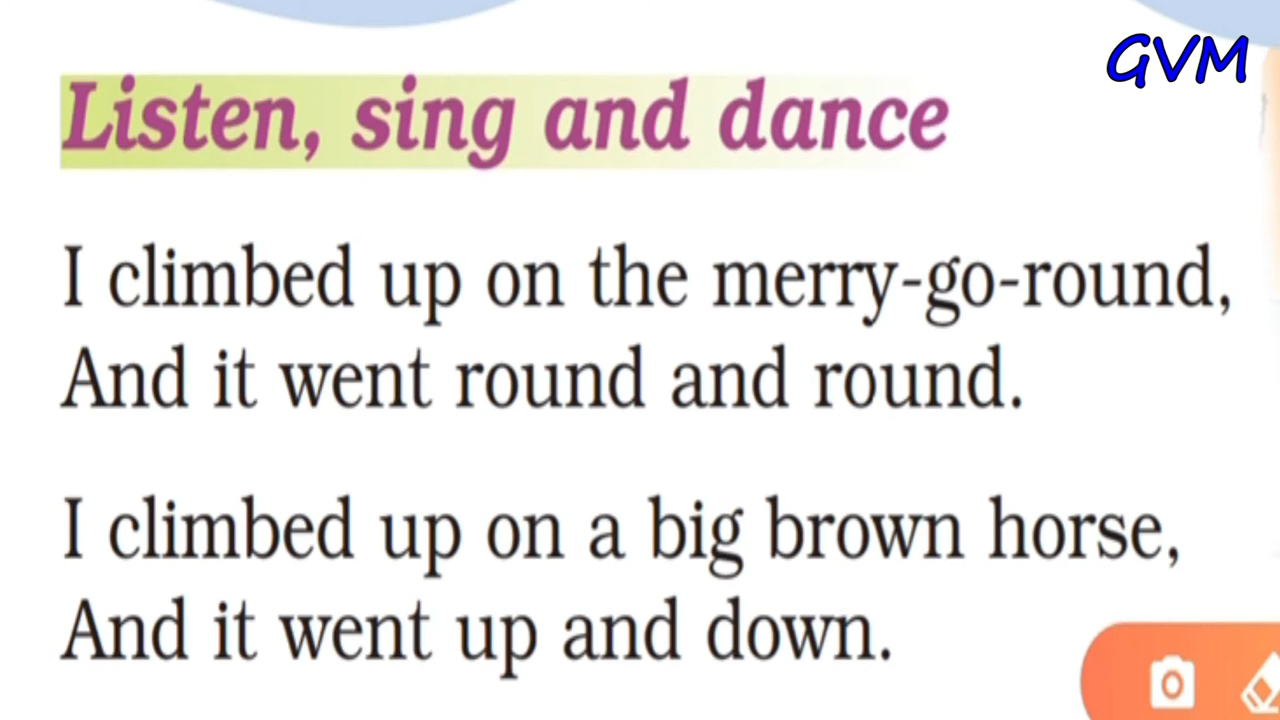 GVM
Listen, sing and dance
I climbed up on the merry-go-round,
And it went round and round.
I climbed up on a big brown horse,
And it went up and down.